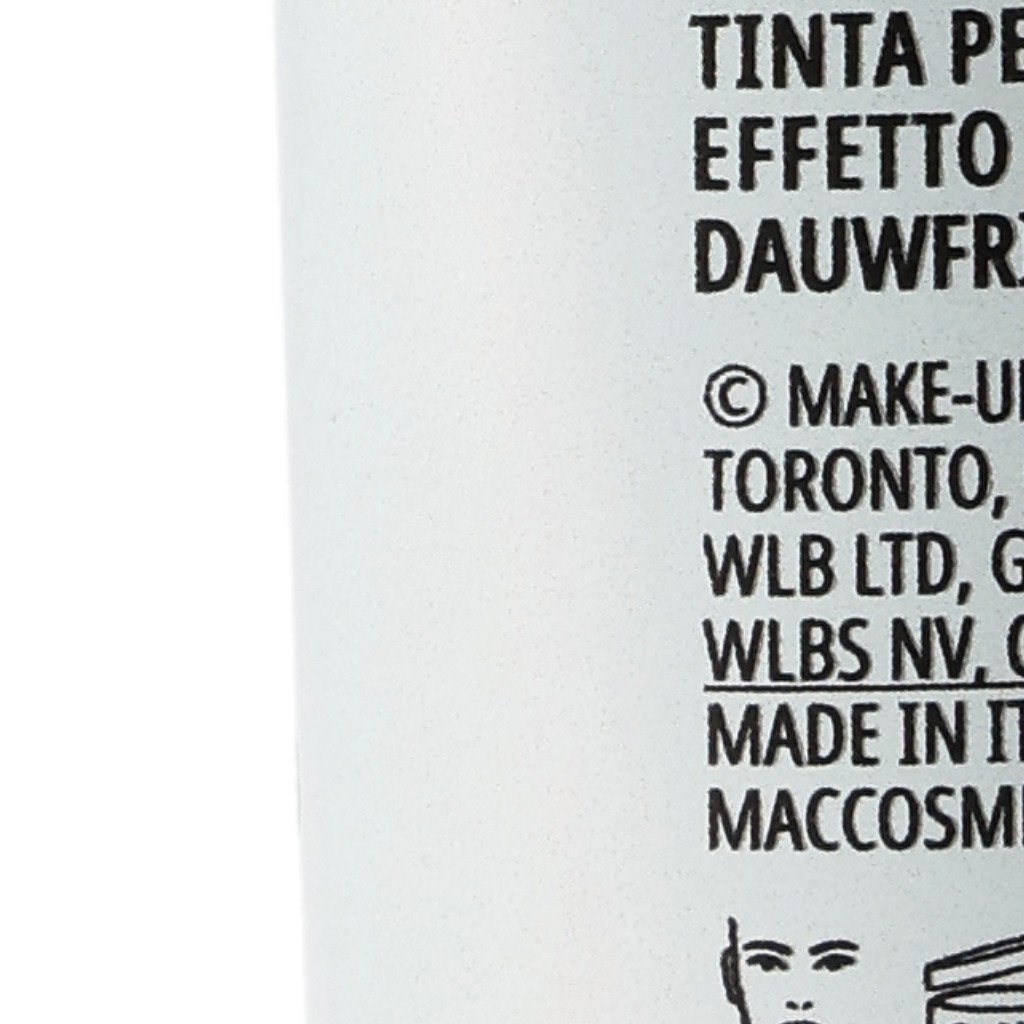 TINTA PE
EFFETTO
DAUWFR
© MAKE-U
TORONTO,
WLB LTD, G
WLBS NV,
MADE IN IT
MACCOSM